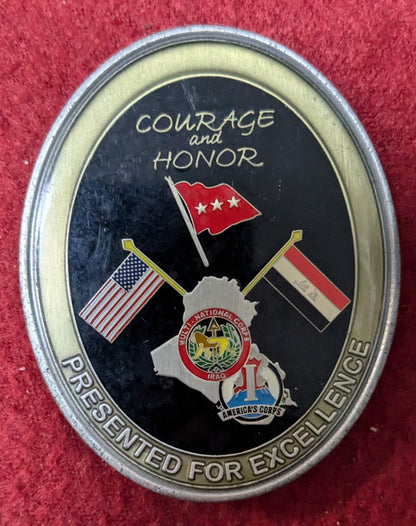 COURAGE
and
HONOR
MULTI-NATIONAL CORPS
IRAQ
I
AMERICA'S CORPS
PRESENTED FOR EXCELLENCE